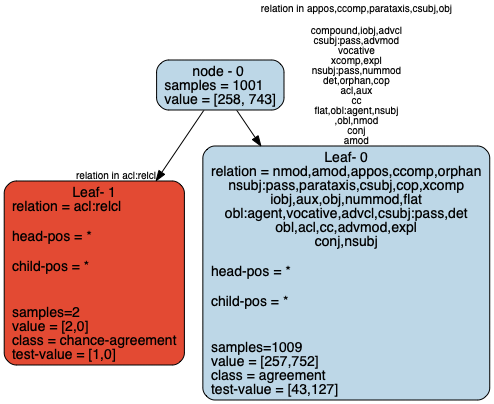 relation in appos,ccomp,parataxis,csubj,obj
compound,iobj,advcl
csubj:pass,advmod
vocative
xcomp,expl
nsubj:pass,nummod
det,orphan,cop
acl,aux
cc
flat,obl:agent,nsubj
,obl,nmod
conj
amod
node - 0
samples = 1001
value = [258, 743]
relation in acl:relcl
Leaf- 1
relation = acl:relcl
head-pos = *
child-pos = *
samples=2
value = [2,0]
class = chance-agreement
test-value = [1,0]
Leaf- 0
relation = nmod,amod,appos,ccomp,orphan
nsubj:pass,parataxis,csubj,cop,xcomp
iobj,aux,obj,nummod,flat
obl:agent,vocative,advcl,csubj:pass,det
obl,acl,cc,advmod,expl
conj,nsubj
head-pos = *
child-pos = *
samples=1009
value = [257,752]
class = agreement
test-value = [43,127]